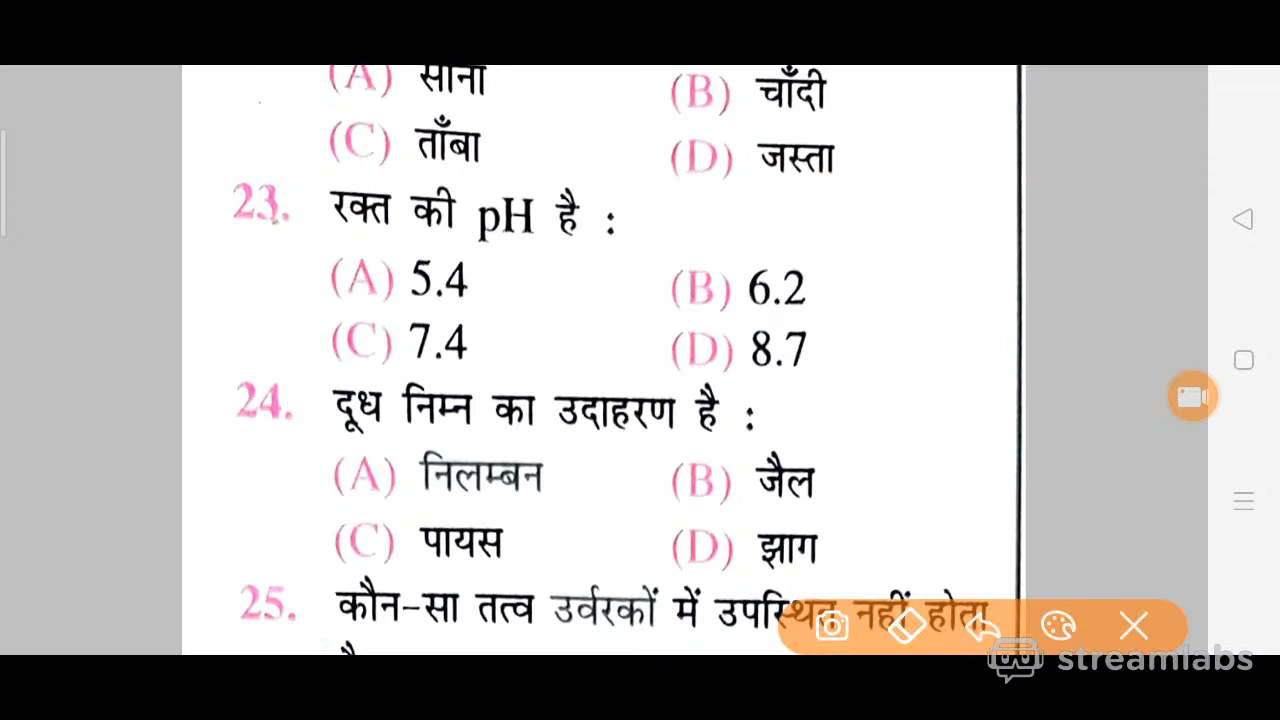 (A) सोना (B) चाँदी
(C) ताँबा (D) जस्ता
23. रक्त की pH है :
(A) 5.4 (B) 6.2
(C) 7.4 (D) 8.7
24. दूध निम्न का उदाहरण है :
(A) निलम्बन (B) जैल
(C) पायस (D) झाग
25. कौन-सा तत्व उर्वरकों में उपस्थित नहीं होता
streamlabs